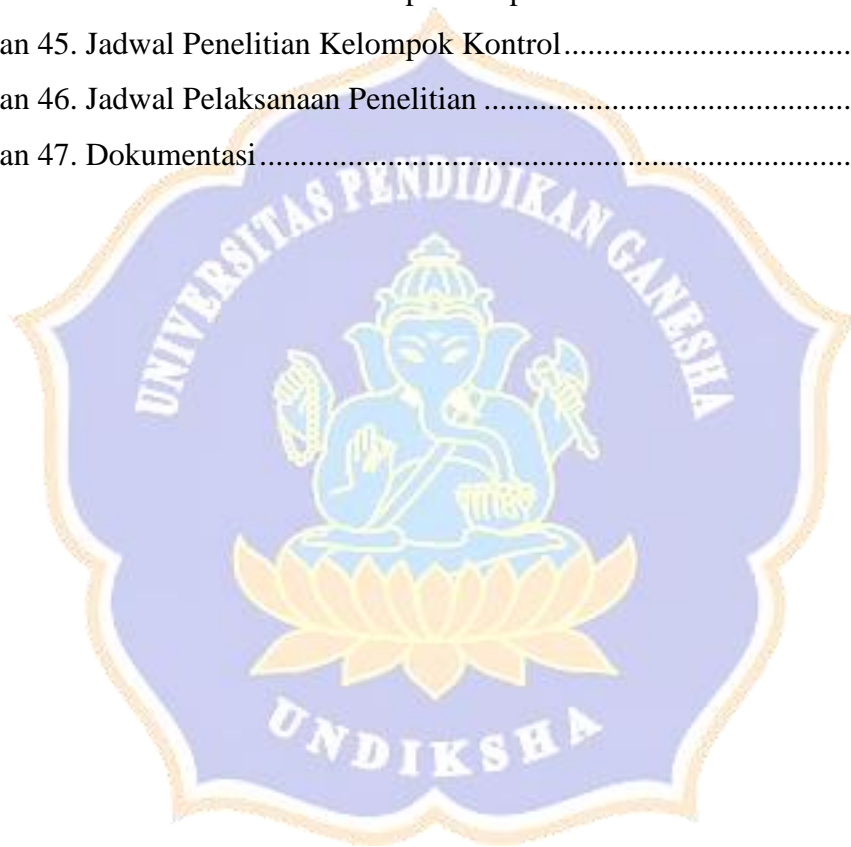 an 45. Jadwal Penelitian Kelompok Kontrol...................................
an 46. Jadwal Pelaksanaan Penelitian .............................................
an 47. Dokumentasi.........................................................................
UNIVERSITAS PENDIDIKAN GANESHA
UNDIKSHA